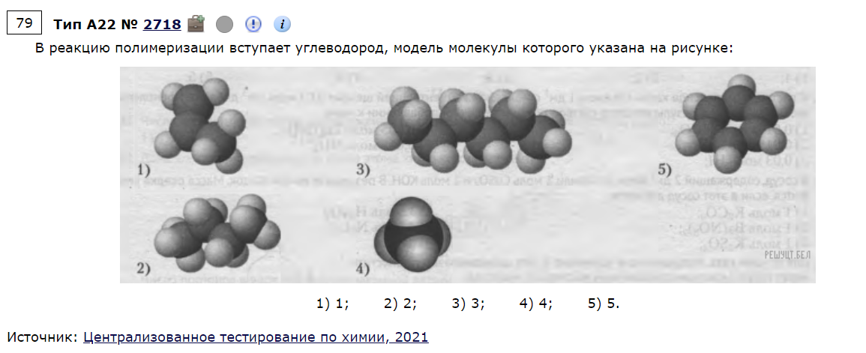 79 Тип А22 № 2718
В реакцию полимеризации вступает углеводород, модель молекулы которого указана на рисунке:
1) 3) 5)
2) 4)
РЕШУЦТ.БЕЛ
1) 1; 2) 2; 3) 3; 4) 4; 5) 5.
Источник: Централизованное тестирование по химии, 2021